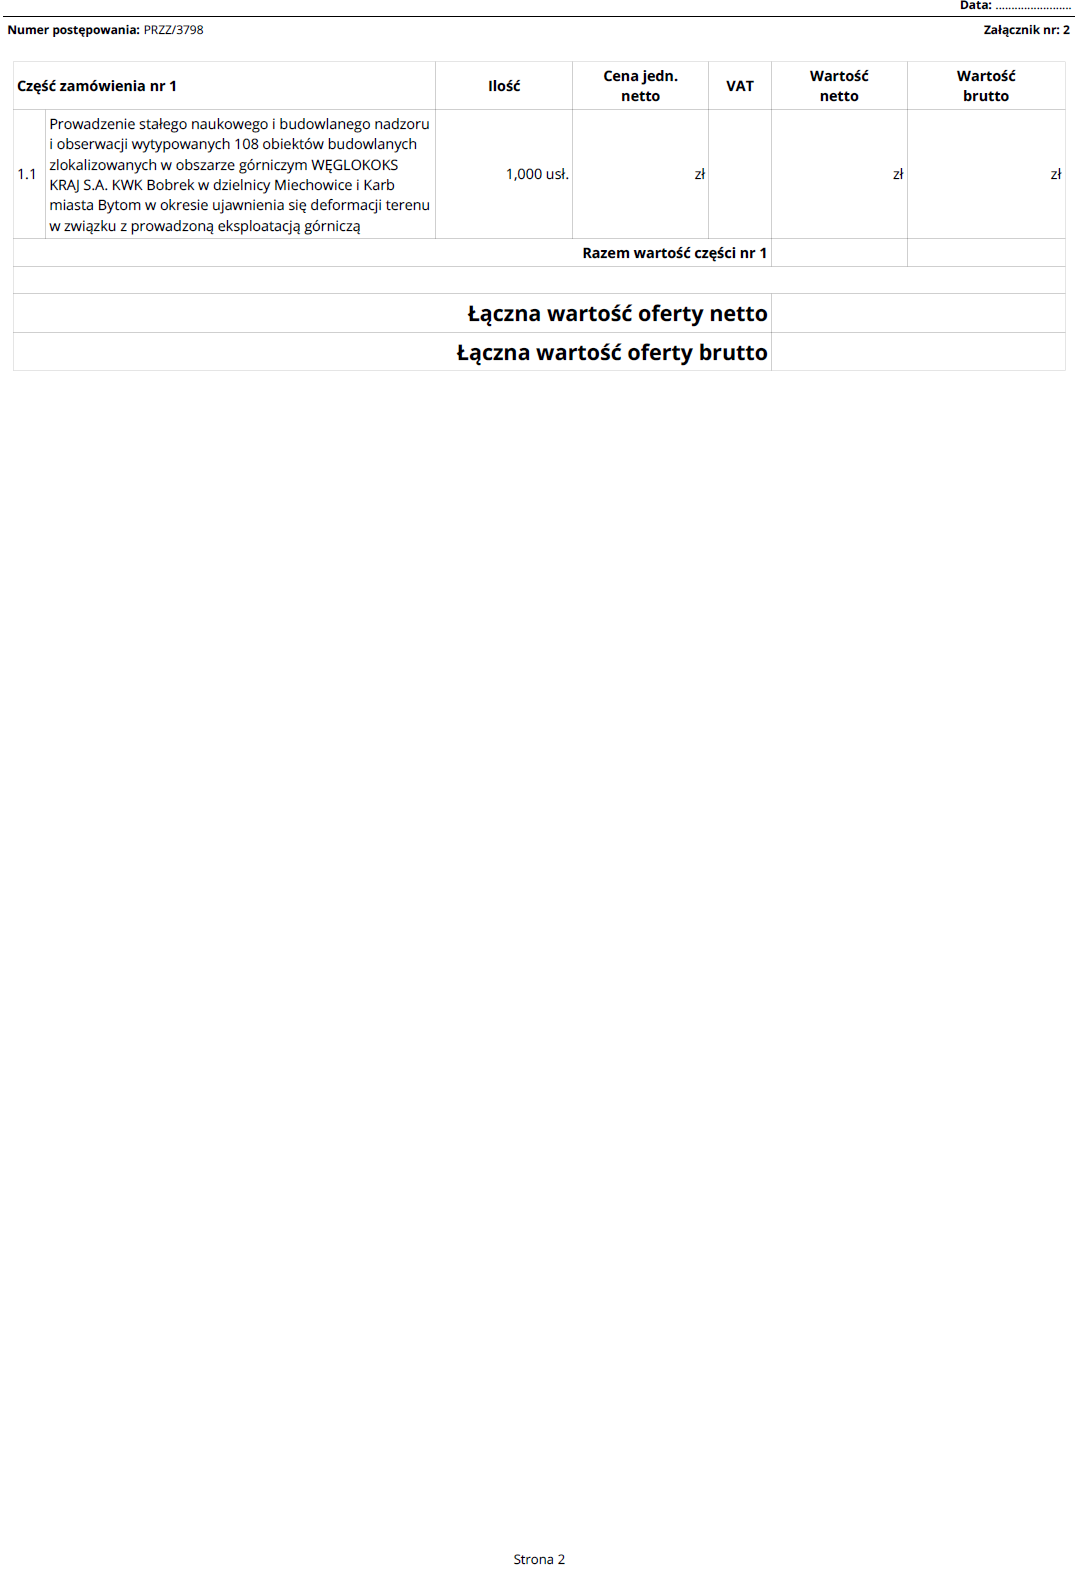 Data: ........................
Numer postępowania: PRZZ/3798 Załącznik nr: 2
Część zamówienia nr 1 Ilość Cena jedn. netto VAT Wartość netto Wartość brutto
1.1 Prowadzenie stałego naukowego i budowlanego nadzoru
i obserwacji wytypowanych 108 obiektów budowlanych
zlokalizowanych w obszarze górniczym WĘGLOKOKS
KRAJ S.A. KWK Bobrek w dzielnicy Miechowice i Karb
miasta Bytom w okresie ujawnienia się deformacji terenu
w związku z prowadzoną eksploatacją górniczą
1,000 usł. zł zł zł
Razem wartość części nr 1
Łączna wartość oferty netto
Łączna wartość oferty brutto
Strona 2